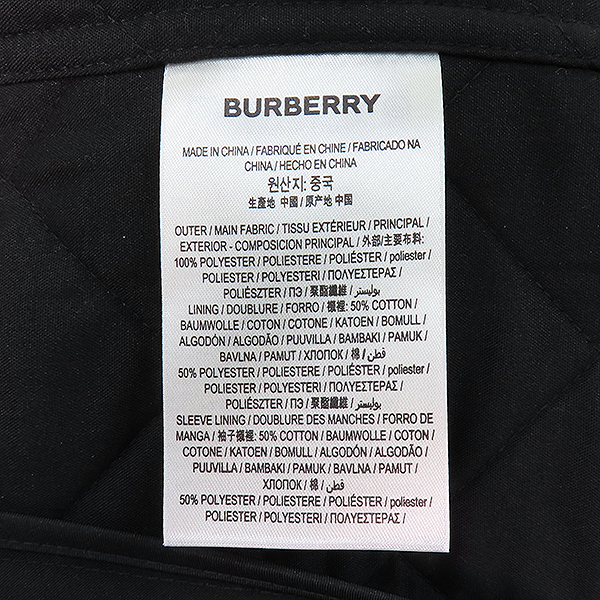 BURBERRY
MADE IN CHINA / FABRIQUÉ EN CHINE / FABRICADO NA
CHINA / HECHO EN CHINA
원산지: 중국
生產地 中國 / 原产地 中国
OUTER / MAIN FABRIC / TISSU EXTÉRIEUR / PRINCIPAL /
EXTERIOR - COMPOSICION PRINCIPAL / 外部/主要布料:
100% POLYESTER / POLIESTERE / POLIÉSTER / poliester /
POLIESTER / POLYESTERI / ΠΟΛΥΕΣΤΕΡΑΣ /
POLIÉSZTER / ПЭ / 聚酯纖維 / بوليستر
LINING / DOUBLURE / FORRO / 襯裡: 50% COTTON /
BAUMWOLLE / COTON / COTONE / KATOEN / BOMULL /
ALGODÓN / ALGODÃO / PUUVILLA / BAMBAKI / PAMUK /
BAVLNA / PAMUT / ХЛОПОК / 棉 / قطن
50% POLYESTER / POLIESTERE / POLIÉSTER / poliester /
POLIESTER / POLYESTERI / ΠΟΛΥΕΣΤΕΡΑΣ /
POLIÉSZTER / ПЭ / 聚酯纖維 / بوليستر
SLEEVE LINING / DOUBLURE DES MANCHES / FORRO DE
MANGA / 袖子襯裡: 50% COTTON / BAUMWOLLE / COTON /
COTONE / KATOEN / BOMULL / ALGODÓN / ALGODÃO /
PUUVILLA / BAMBAKI / PAMUK / BAVLNA / PAMUT /
ХЛОПОК / 棉 / قطن
50% POLYESTER / POLIESTERE / POLIÉSTER / poliester /
POLIESTER / POLYESTERI / ΠΟΛΥΕΣΤΕΡΑΣ /